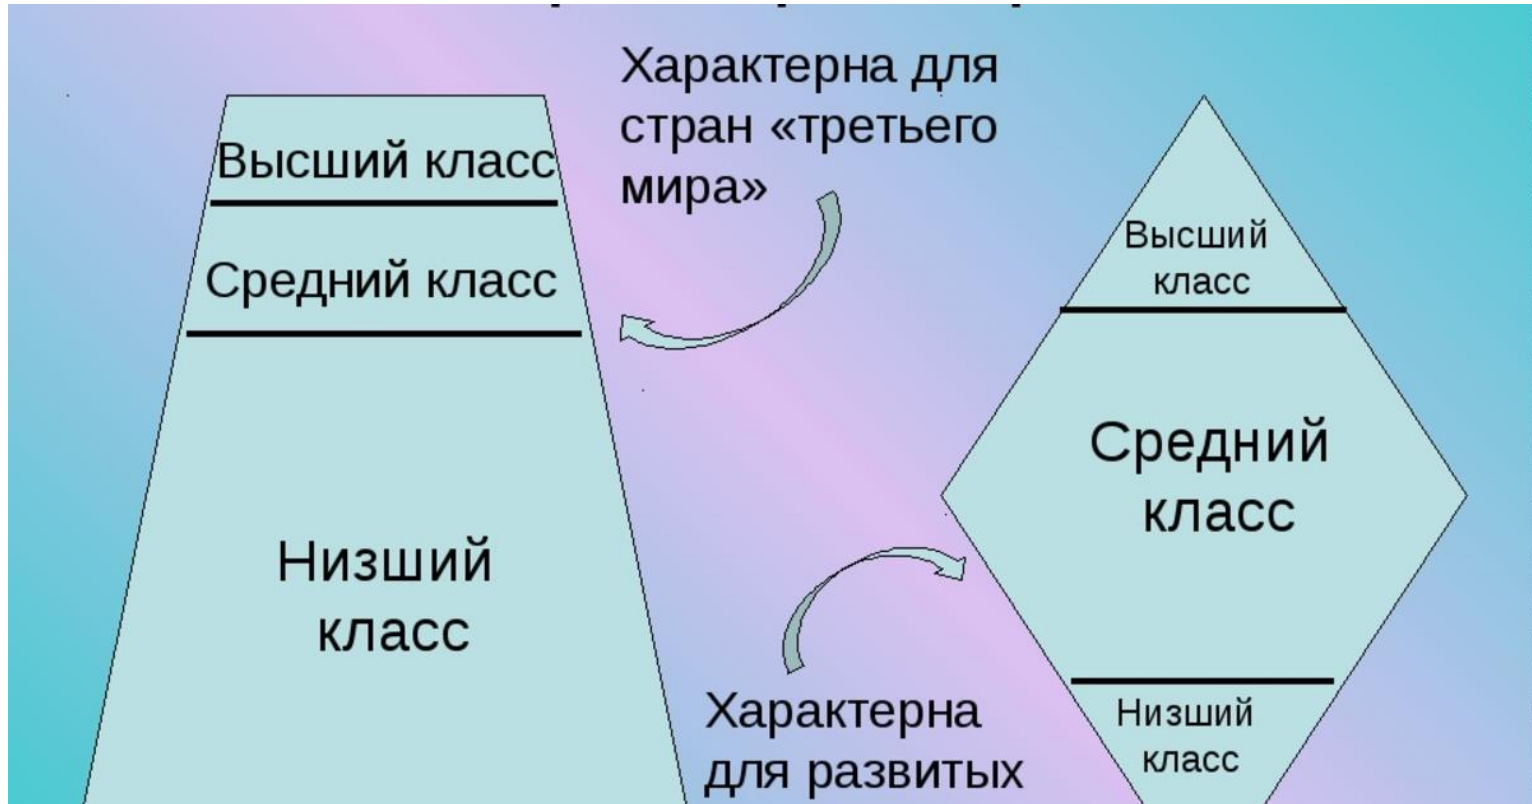 Высший класс
Средний класс
Низший
класс
Характерна для
стран «третьего
мира»
Характерна
для развитых
Высший
класс
Средний
класс
Низший
класс